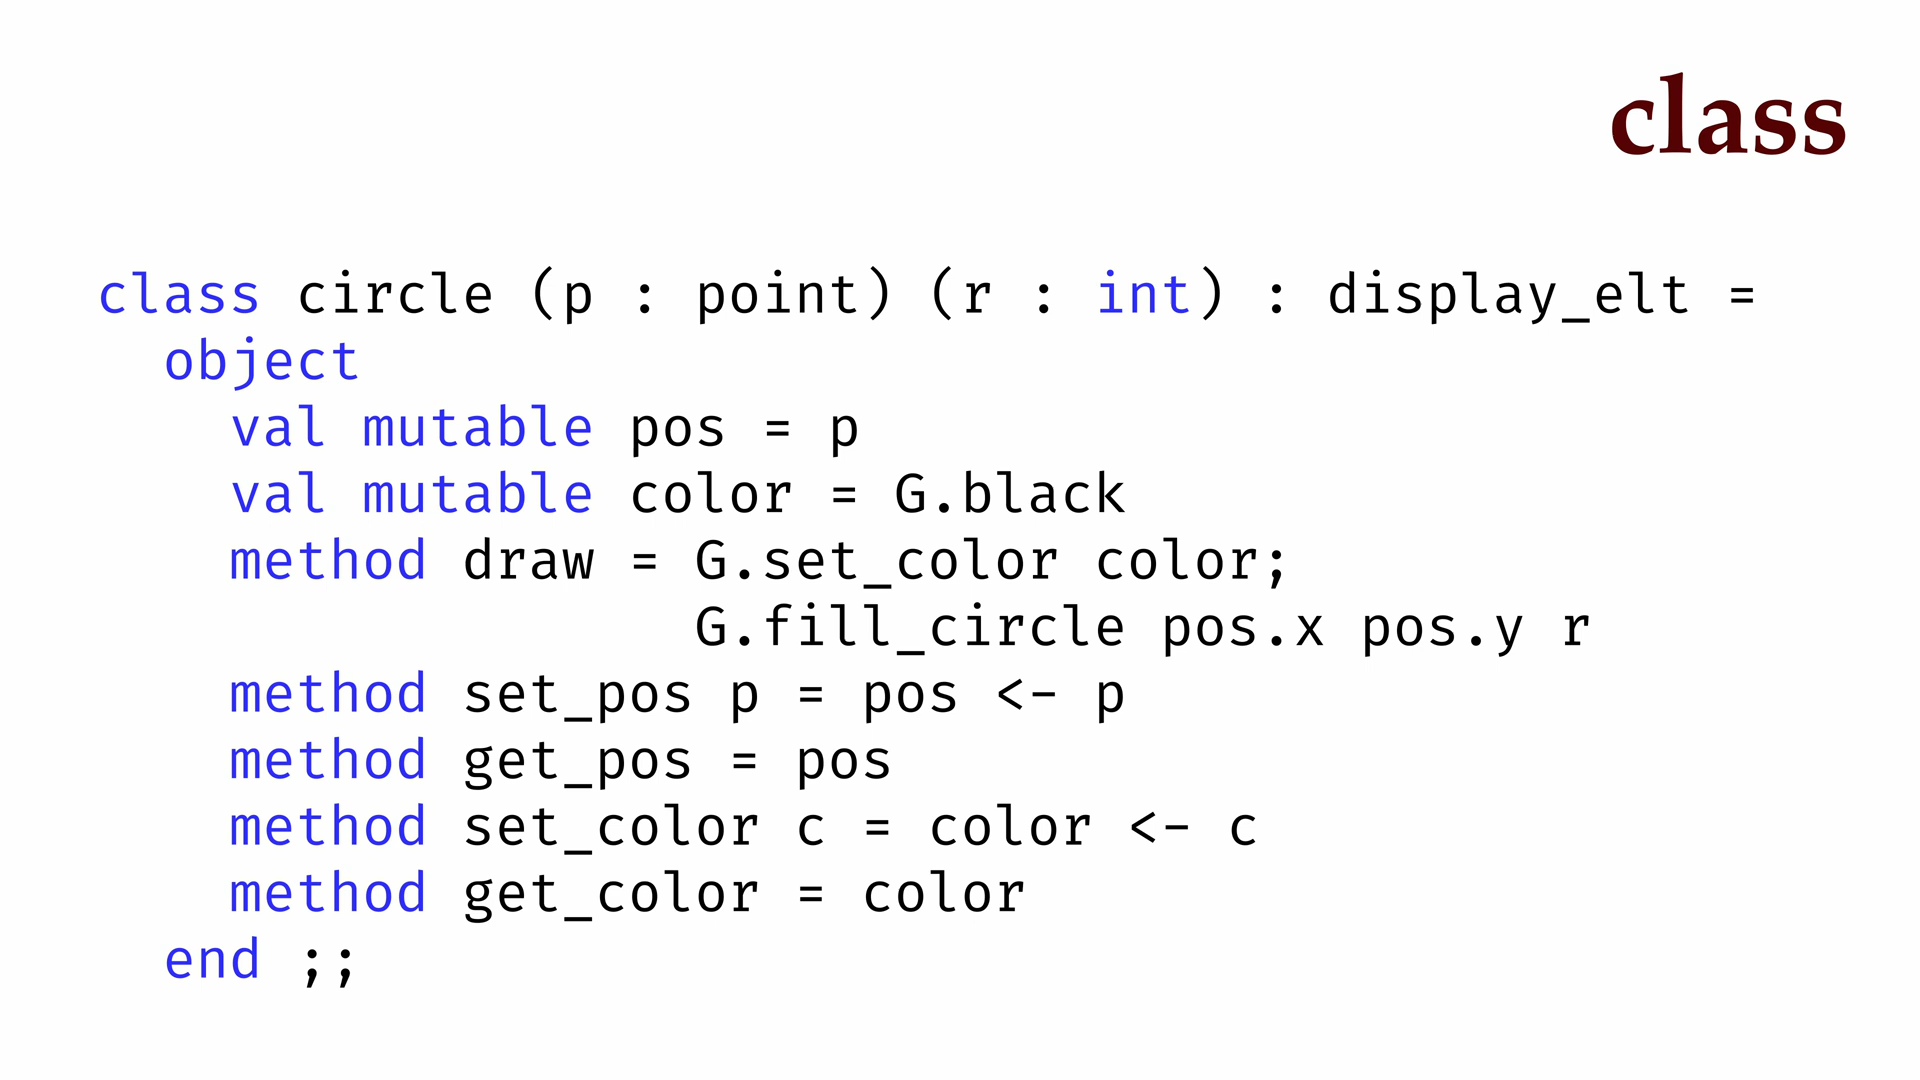 class
class circle (p : point) (r : int) : display_elt =
  object
    val mutable pos = p
    val mutable color = G.black
    method draw = G.set_color color;
                  G.fill_circle pos.x pos.y r
    method set_pos p = pos <- p
    method get_pos = pos
    method set_color c = color <- c
    method get_color = color
  end ;;